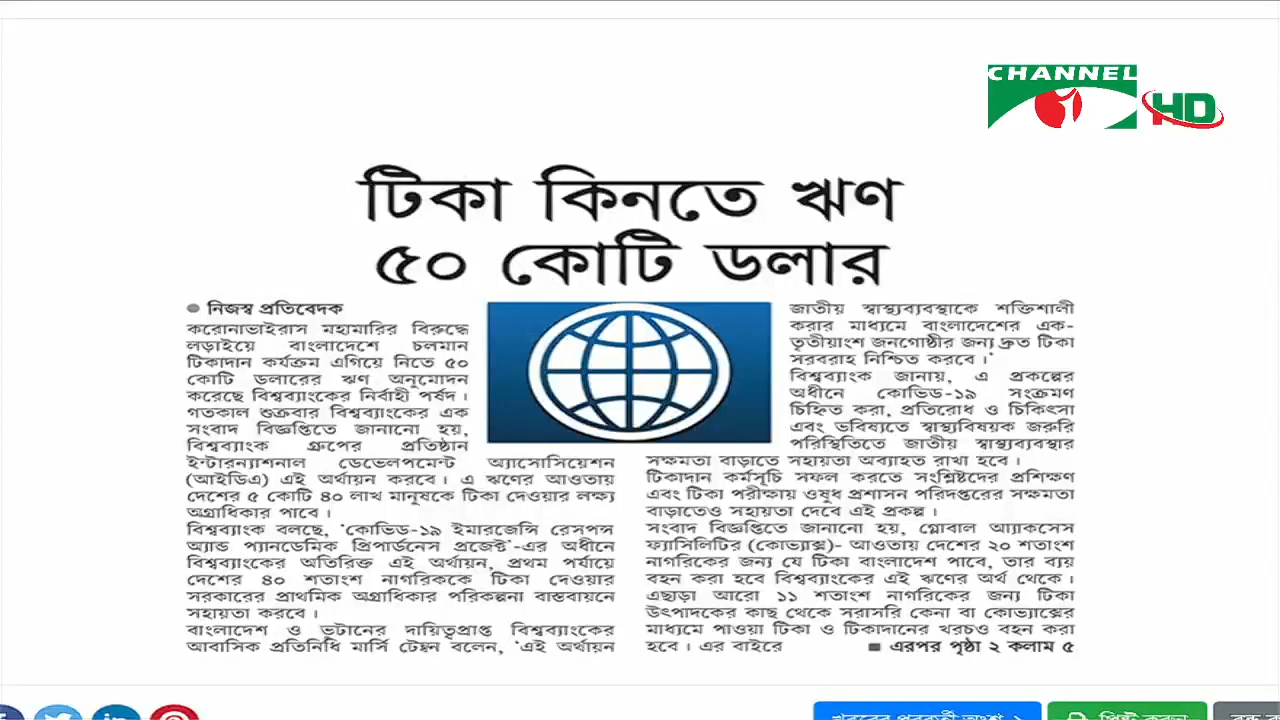 CHANNEL
i HD
টিকা কিনতে ঋণ
৫০ কোটি ডলার
নিজস্ব প্রতিবেদক
করোনাভাইরাস মহামারির বিরুদ্ধে
লড়াইয়ে বাংলাদেশে চলমান
টিকাদান কার্যক্রম এগিয়ে নিতে ৫০
কোটি ডলারের ঋণ অনুমোদন
করেছে বিশ্বব্যাংকের নির্বাহী পর্ষদ।
গতকাল শুক্রবার বিশ্বব্যাংকের এক
সংবাদ বিজ্ঞপ্তিতে জানানো হয়,
বিশ্বব্যাংক গ্রুপের প্রতিষ্ঠান
ইন্টারন্যাশনাল ডেভেলপমেন্ট অ্যাসোসিয়েশন
(আইডিএ) এই অর্থায়ন করবে। এ ঋণের আওতায়
দেশের ৫ কোটি ৪০ লাখ মানুষকে টিকা দেওয়ার লক্ষ্য
অগ্রাধিকার পাবে।
বিশ্বব্যাংক বলছে, 'কোভিড-১৯ ইমারজেন্সি রেসপন্স
অ্যান্ড প্যানডেমিক প্রিপার্ডনেস প্রজেক্ট'-এর অধীনে
বিশ্বব্যাংকের অতিরিক্ত এই অর্থায়ন, প্রথম পর্যায়ে
দেশের ৪০ শতাংশ নাগরিককে টিকা দেওয়ার
সরকারের প্রাথমিক অগ্রাধিকার পরিকল্পনা বাস্তবায়নে
সহায়তা করবে।
বাংলাদেশ ও ভুটানের দায়িত্বপ্রাপ্ত বিশ্বব্যাংকের
আবাসিক প্রতিনিধি মার্সি টেম্বন বলেন, 'এই অর্থায়ন
জাতীয় স্বাস্থ্যব্যবস্থাকে শক্তিশালী
করার মাধ্যমে বাংলাদেশের এক-
তৃতীয়াংশ জনগোষ্ঠীর জন্য দ্রুত টিকা
সরবরাহ নিশ্চিত করবে।'
বিশ্বব্যাংক জানায়, এ প্রকল্পের
অধীনে কোভিড-১৯ সংক্রমণ
চিহ্নিত করা, প্রতিরোধ ও চিকিৎসা
এবং ভবিষ্যতে স্বাস্থ্যবিষয়ক জরুরি
পরিস্থিতিতে জাতীয় স্বাস্থ্যব্যবস্থার
সক্ষমতা বাড়াতে সহায়তা অব্যাহত রাখা হবে।
টিকাদান কর্মসূচি সফল করতে সংশ্লিষ্টদের প্রশিক্ষণ
এবং টিকা পরীক্ষায় ওষুধ প্রশাসন পরিদপ্তরের সক্ষমতা
বাড়াতেও সহায়তা দেবে এই প্রকল্প।
সংবাদ বিজ্ঞপ্তিতে জানানো হয়, গ্লোবাল অ্যাকসেস
ফ্যাসিলিটির (কোভ্যাক্স)- আওতায় দেশের ২০ শতাংশ
নাগরিকের জন্য যে টিকা বাংলাদেশ পাবে, তার ব্যয়
বহন করা হবে বিশ্বব্যাংকের এই ঋণের অর্থ থেকে।
এছাড়া আরো ১১ শতাংশ নাগরিকের জন্য টিকা
উৎপাদকের কাছ থেকে সরাসরি কেনা বা কোভ্যাক্সের
মাধ্যমে পাওয়া টিকা ও টিকাদানের খরচও বহন করা
হবে। এর বাইরে ■ এরপর পৃষ্ঠা ২ কলাম ৫